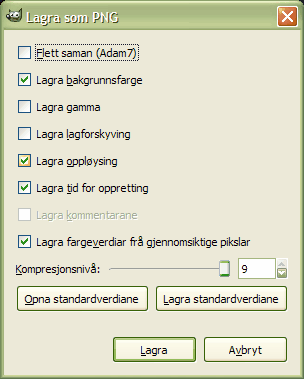 Lagra som PNG
Flett saman (Adam7)
Lagra bakgrunnsfarge
Lagra gamma
Lagra lagforskyving
Lagra oppløysing
Lagra tid for oppretting
Lagra kommentarane
Lagra fargeverdiar frå gjennomsiktige pikslar
Kompresjonsnivå: 9
Opna standardverdiane Lagra standardverdiane
Lagra Avbryt